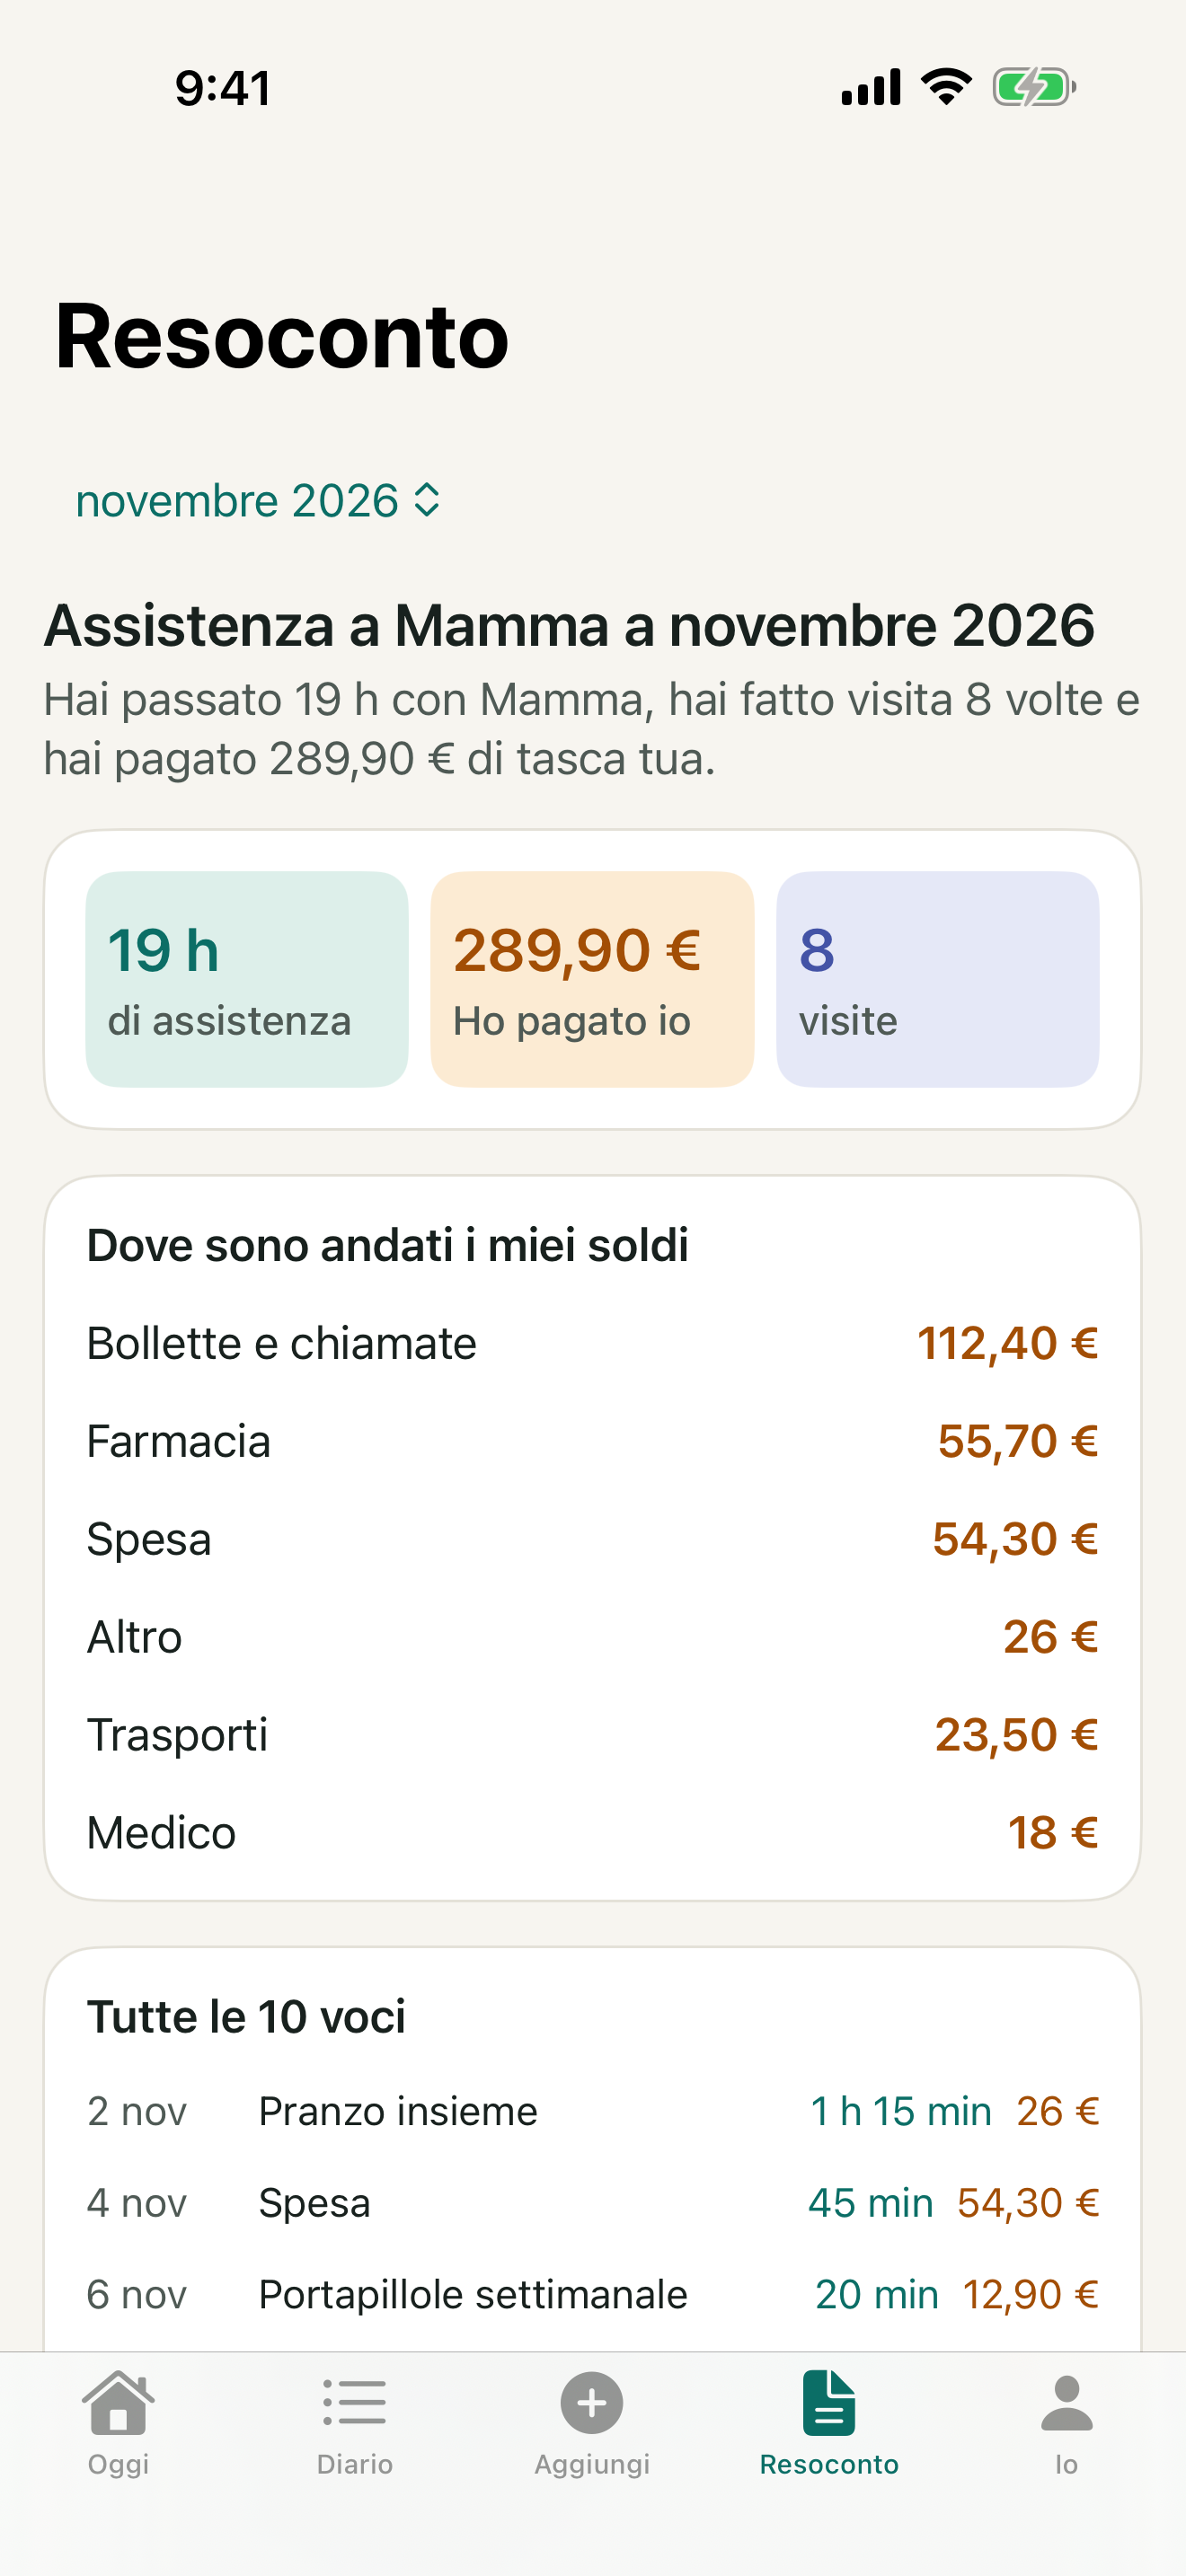 9:41
Resoconto
novembre 2026
Assistenza a Mamma a novembre 2026
Hai passato 19 h con Mamma, hai fatto visita 8 volte e
hai pagato 289,90 € di tasca tua.
19 h
di assistenza
289,90 €
Ho pagato io
8
visite
Dove sono andati i miei soldi
Bollette e chiamate 112,40 €
Farmacia 55,70 €
Spesa 54,30 €
Altro 26 €
Trasporti 23,50 €
Medico 18 €
Tutte le 10 voci
2 nov Pranzo insieme 1 h 15 min 26 €
4 nov Spesa 45 min 54,30 €
6 nov Portapillole settimanale 20 min 12,90 €
Oggi
Diario
Aggiungi
Resoconto
Io